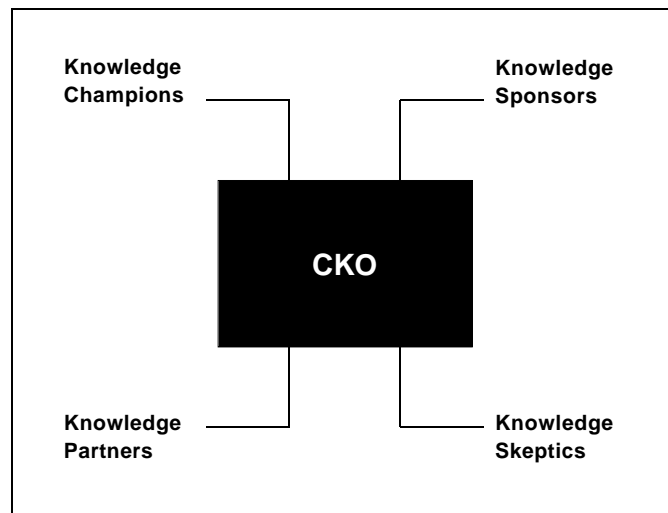 Knowledge
Champions
Knowledge
Sponsors
CKO
Knowledge
Partners
Knowledge
Skeptics